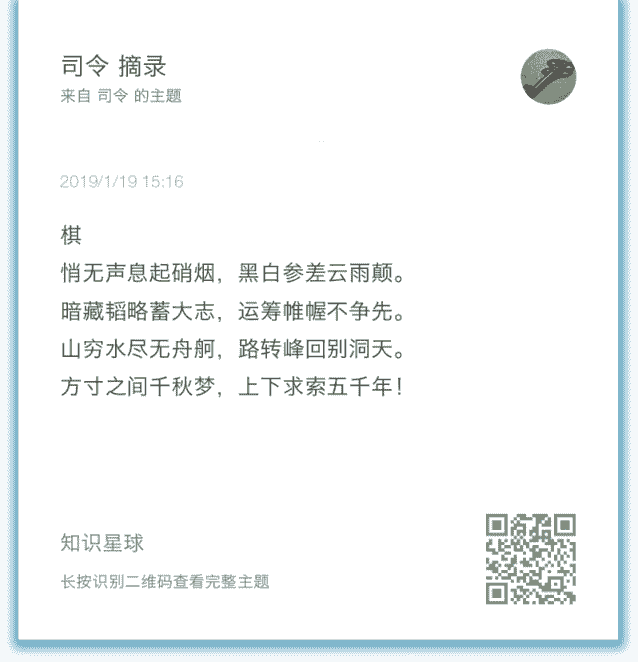 司令 摘录
来自 司令 的主题
2019/1/19 15:16
棋
悄无声息起硝烟，黑白参差云雨颠。
暗藏韬略蓄大志，运筹帷幄不争先。
山穷水尽无舟舸，路转峰回别洞天。
方寸之间千秋梦，上下求索五千年！
知识星球
长按识别二维码查看完整主题